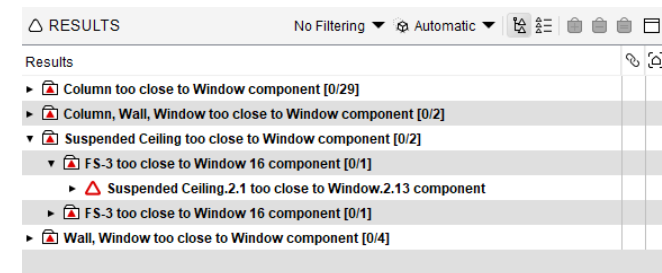 RESULTS No Filtering Automatic
Results
Column too close to Window component [0/29]
Column, Wall, Window too close to Window component [0/2]
Suspended Ceiling too close to Window component [0/2]
FS-3 too close to Window 16 component [0/1]
Suspended Ceiling.2.1 too close to Window.2.13 component
FS-3 too close to Window 16 component [0/1]
Wall, Window too close to Window component [0/4]